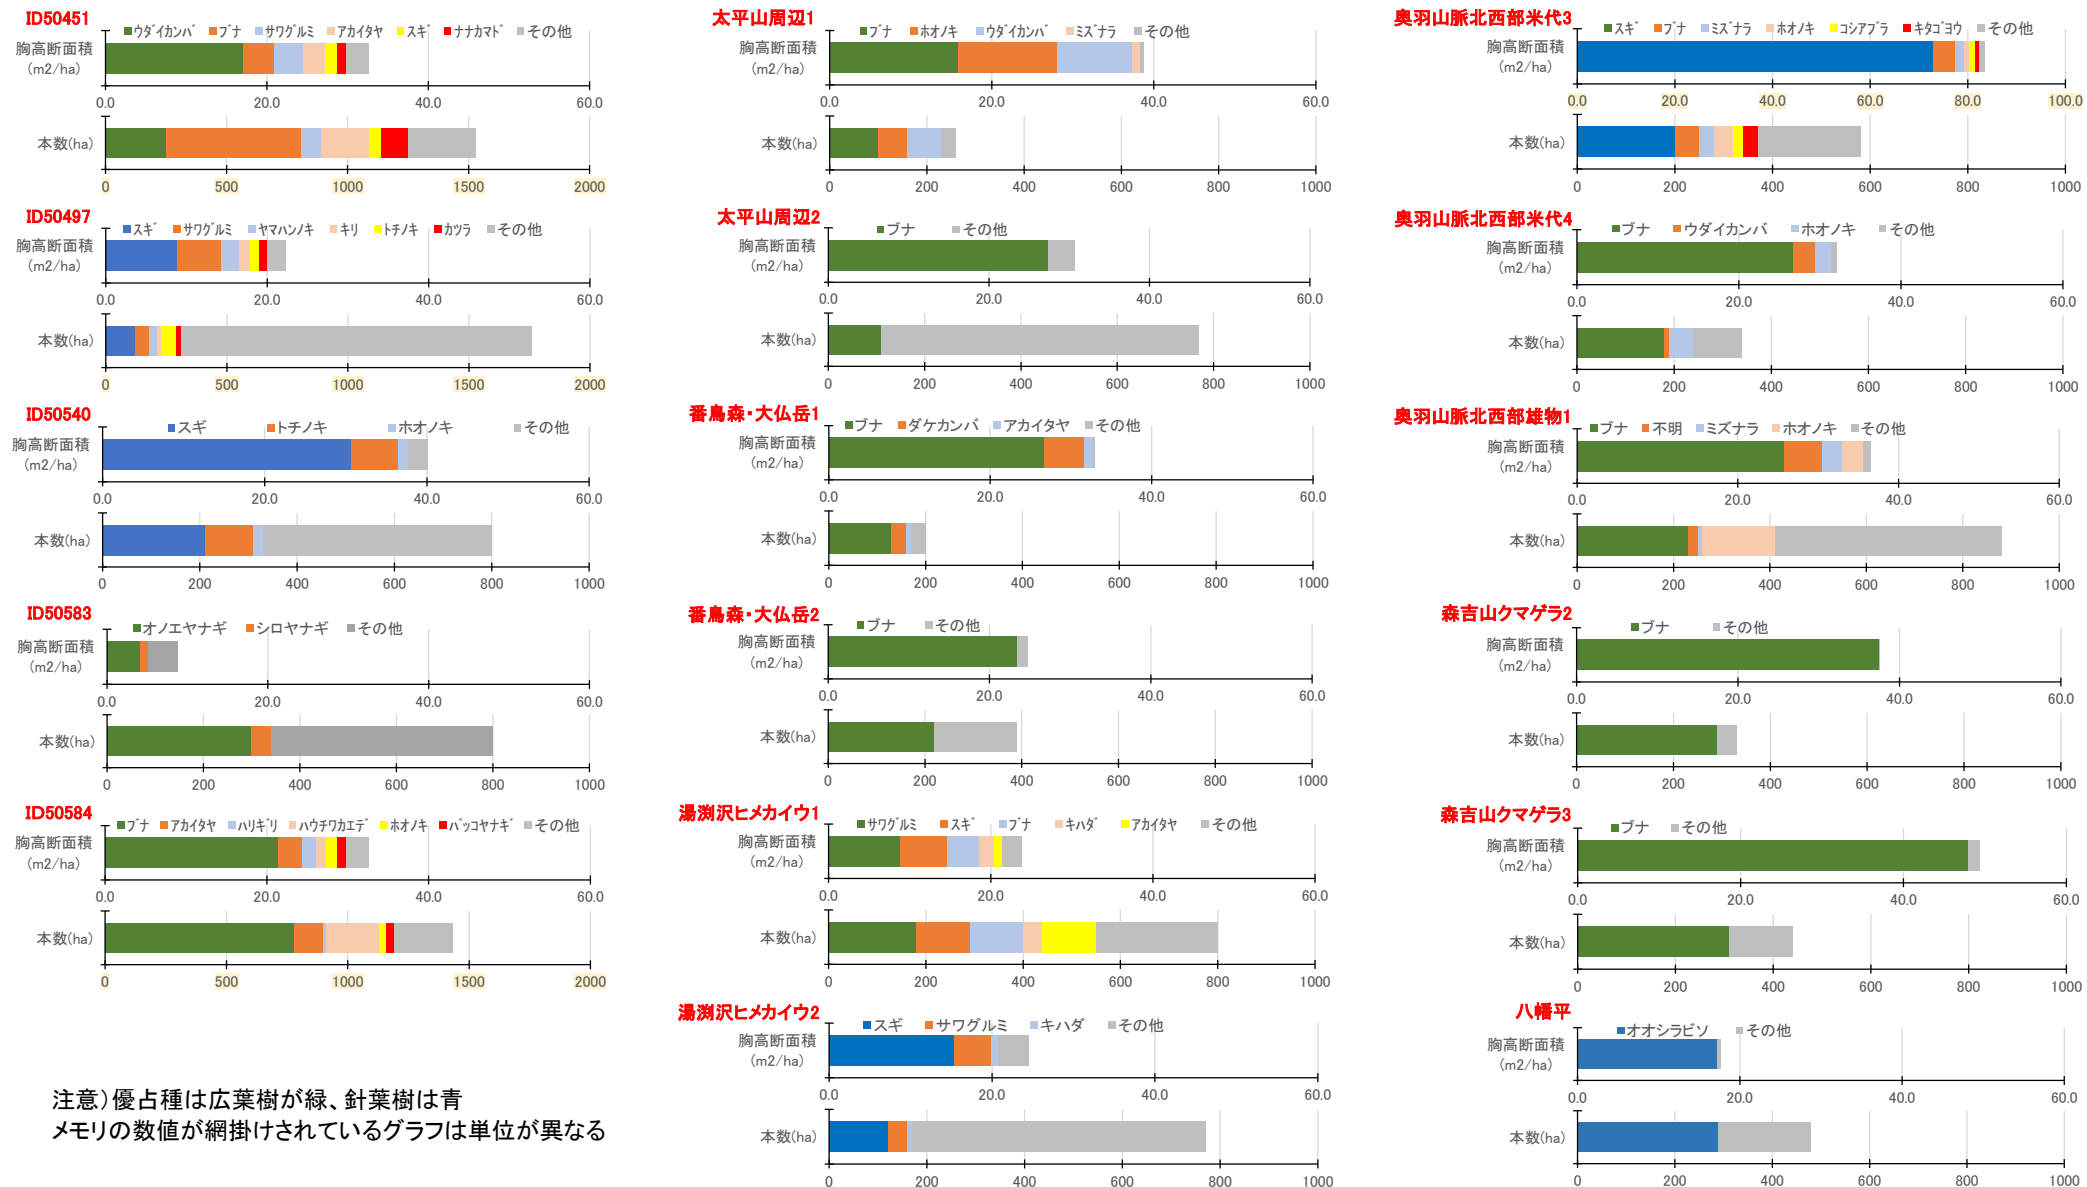 ID50451
ウダイカンバ ブナ サワグルミ アカイタヤ スギ ナナカマド その他
胸高断面積
(m2/ha)
0.0 20.0 40.0 60.0
本数(ha)
0 500 1000 1500 2000
ID50497
スギ サワグルミ ヤマハンノキ キリ トチノキ カツラ その他
胸高断面積
(m2/ha)
0.0 20.0 40.0 60.0
本数(ha)
0 500 1000 1500 2000
ID50540
スギ トチノキ ホオノキ その他
胸高断面積
(m2/ha)
0.0 20.0 40.0 60.0
本数(ha)
0 200 400 600 800 1000
ID50583
オノエヤナギ シロヤナギ その他
胸高断面積
(m2/ha)
0.0 20.0 40.0 60.0
本数(ha)
0 200 400 600 800 1000
ID50584
ブナ アカイタヤ ハリギリ ハウチワカエデ ホオノキ バッコヤナギ その他
胸高断面積
(m2/ha)
0.0 20.0 40.0 60.0
本数(ha)
0 500 1000 1500 2000
注意）優占種は広葉樹が緑、針葉樹は青
メモリの数値が網掛けされているグラフは単位が異なる
太平山周辺1
ブナ ホオノキ ウダイカンバ ミズナラ その他
胸高断面積
(m2/ha)
0.0 20.0 40.0 60.0
本数(ha)
0 200 400 600 800 1000
太平山周辺2
ブナ その他
胸高断面積
(m2/ha)
0.0 20.0 40.0 60.0
本数(ha)
0 200 400 600 800 1000
番鳥森・大仏岳1
ブナ ダケカンバ アカイタヤ その他
胸高断面積
(m2/ha)
0.0 20.0 40.0 60.0
本数(ha)
0 200 400 600 800 1000
番鳥森・大仏岳2
ブナ その他
胸高断面積
(m2/ha)
0.0 20.0 40.0 60.0
本数(ha)
0 200 400 600 800 1000
湯渕沢ヒメカイウ1
サワグルミ スギ ブナ キハダ アカイタヤ その他
胸高断面積
(m2/ha)
0.0 20.0 40.0 60.0
本数(ha)
0 200 400 600 800 1000
湯渕沢ヒメカイウ2
スギ サワグルミ キハダ その他
胸高断面積
(m2/ha)
0.0 20.0 40.0 60.0
本数(ha)
0 200 400 600 800 1000
奥羽山脈北西部米代3
スギ ブナ ミズナラ ホオノキ コシアブラ キタゴヨウ その他
胸高断面積
(m2/ha)
0.0 20.0 40.0 60.0 80.0 100.0
本数(ha)
0 200 400 600 800 1000
奥羽山脈北西部米代4
ブナ ウダイカンバ ホオノキ その他
胸高断面積
(m2/ha)
0.0 20.0 40.0 60.0
本数(ha)
0 200 400 600 800 1000
奥羽山脈北西部雄物1
ブナ 不明 ミズナラ ホオノキ その他
胸高断面積
(m2/ha)
0.0 20.0 40.0 60.0
本数(ha)
0 200 400 600 800 1000
森吉山クマゲラ2
ブナ その他
胸高断面積
(m2/ha)
0.0 20.0 40.0 60.0
本数(ha)
0 200 400 600 800 1000
森吉山クマゲラ3
ブナ その他
胸高断面積
(m2/ha)
0.0 20.0 40.0 60.0
本数(ha)
0 200 400 600 800 1000
八幡平
オオシラビソ その他
胸高断面積
(m2/ha)
0.0 20.0 40.0 60.0
本数(ha)
0 200 400 600 800 1000